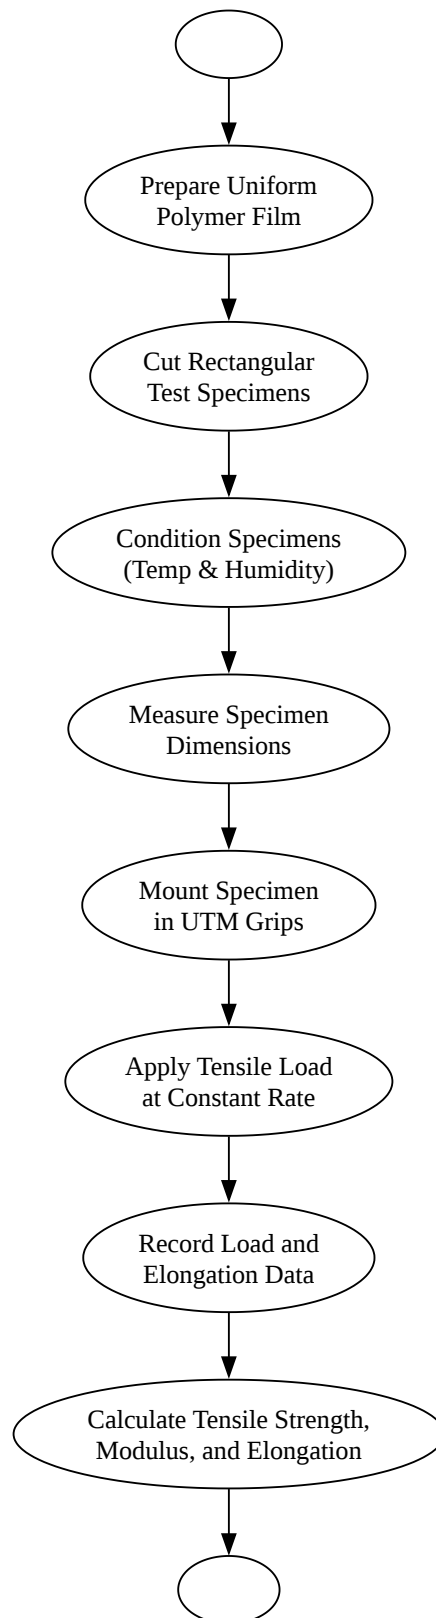 Prepare Uniform
Polymer Film
Cut Rectangular
Test Specimens
Condition Specimens
(Temp & Humidity)
Measure Specimen
Dimensions
Mount Specimen
in UTM Grips
Apply Tensile Load
at Constant Rate
Record Load and
Elongation Data
Calculate Tensile Strength,
Modulus, and Elongation